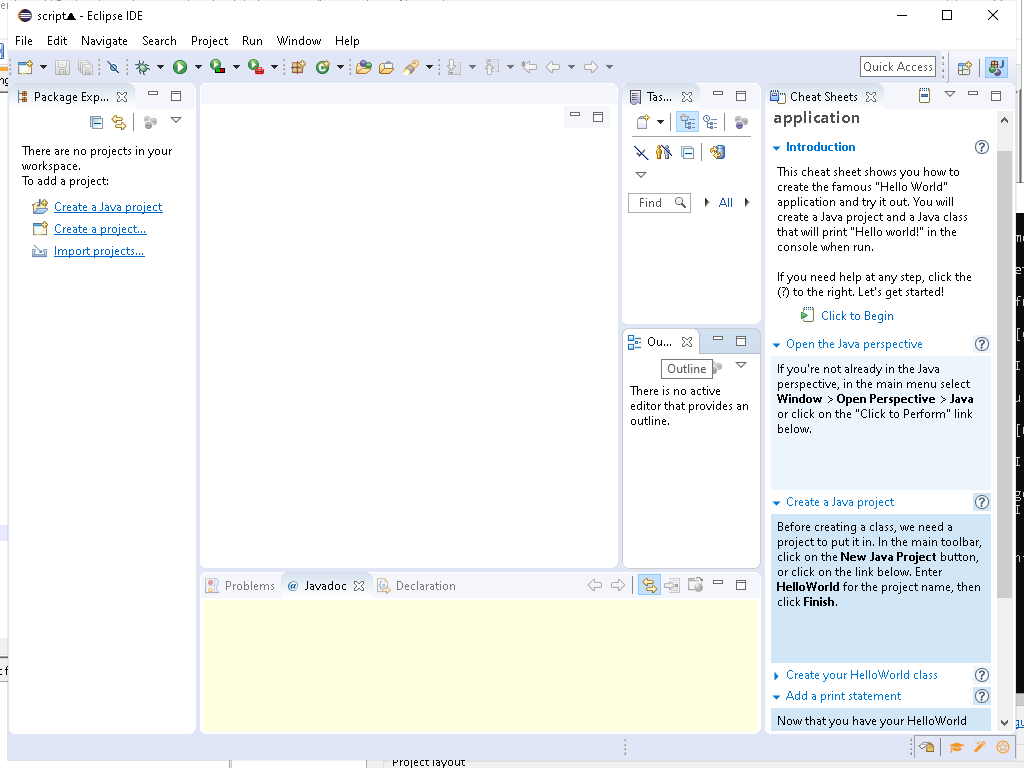 script▲ - Eclipse IDE
File Edit Navigate Search Project Run Window Help
Quick Access
Package Exp...
There are no projects in your
workspace.
To add a project:
Create a Java project
Create a project...
Import projects...
Tas...
Find
All
Ou...
Outline
There is no active
editor that provides an
outline.
Problems
@ Javadoc
Declaration
Cheat Sheets
application
Introduction
This cheat sheet shows you how to
create the famous "Hello World"
application and try it out. You will
create a Java project and a Java class
that will print "Hello world!" in the
console when run.
If you need help at any step, click the
(?) to the right. Let's get started!
Click to Begin
Open the Java perspective
If you're not already in the Java
perspective, in the main menu select
Window > Open Perspective > Java
or click on the "Click to Perform" link
below.
Create a Java project
Before creating a class, we need a
project to put it in. In the main toolbar,
click on the New Java Project button,
or click on the link below. Enter
HelloWorld for the project name, then
click Finish.
Create your HelloWorld class
Add a print statement
Now that you have your HelloWorld
Project layout